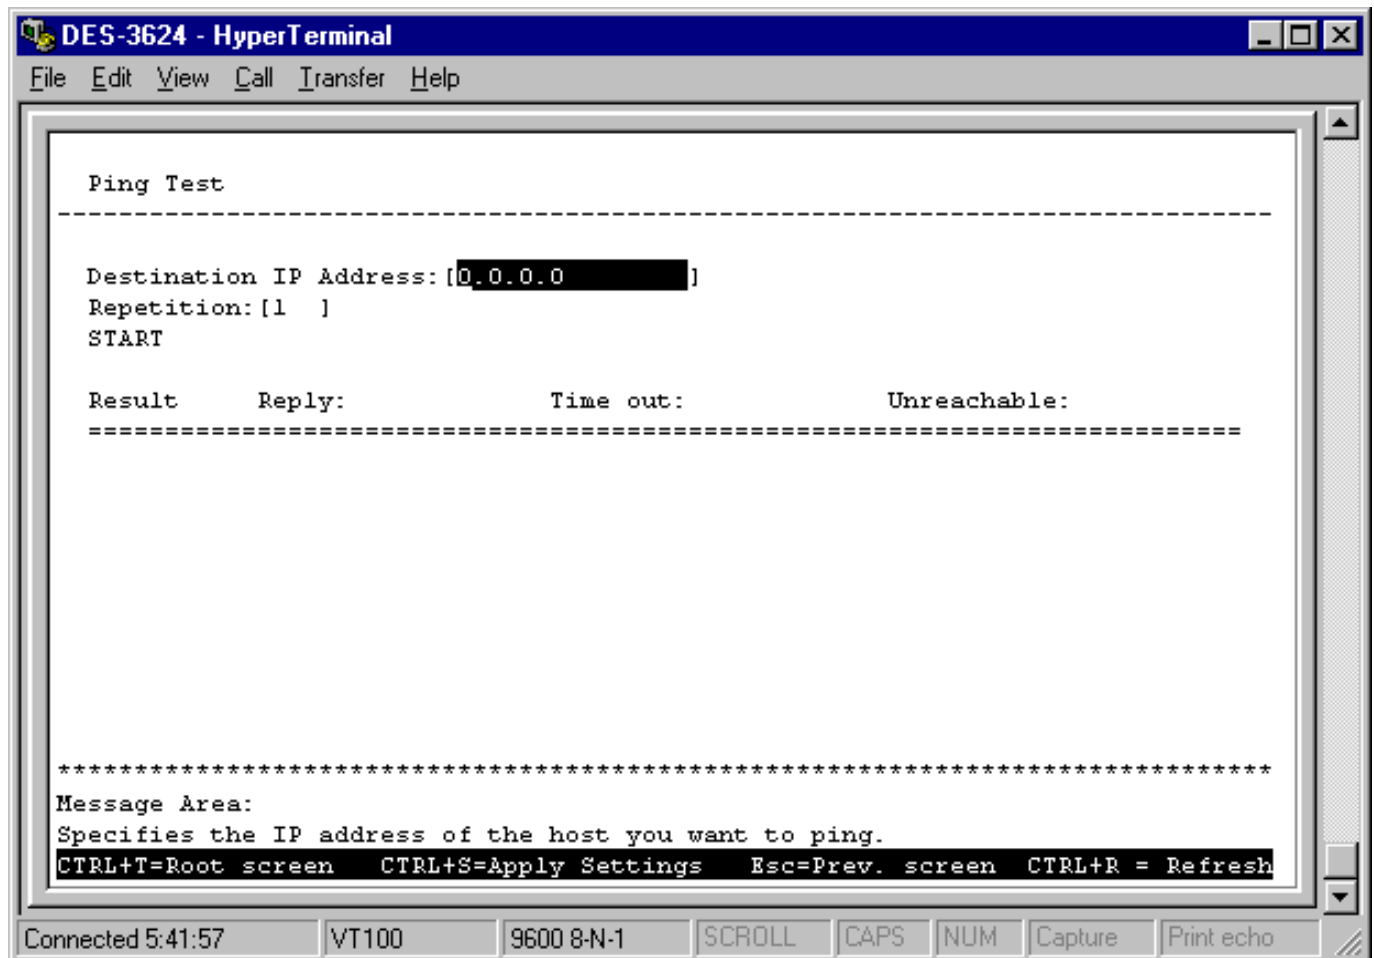 DES-3624 - HyperTerminal
File Edit View Call Transfer Help
Ping Test
-------------------------------------------------------------------------------
Destination IP Address:[0.0.0.0        ]
Repetition:[1  ]
START
Result Reply: Time out: Unreachable:
===========================================================================
*******************************************************************************
Message Area:
Specifies the IP address of the host you want to ping.
CTRL+T=Root screen CTRL+S=Apply Settings Esc=Prev. screen CTRL+R = Refresh
Connected 5:41:57 VT100 9600 8-N-1 SCROLL CAPS NUM Capture Print echo